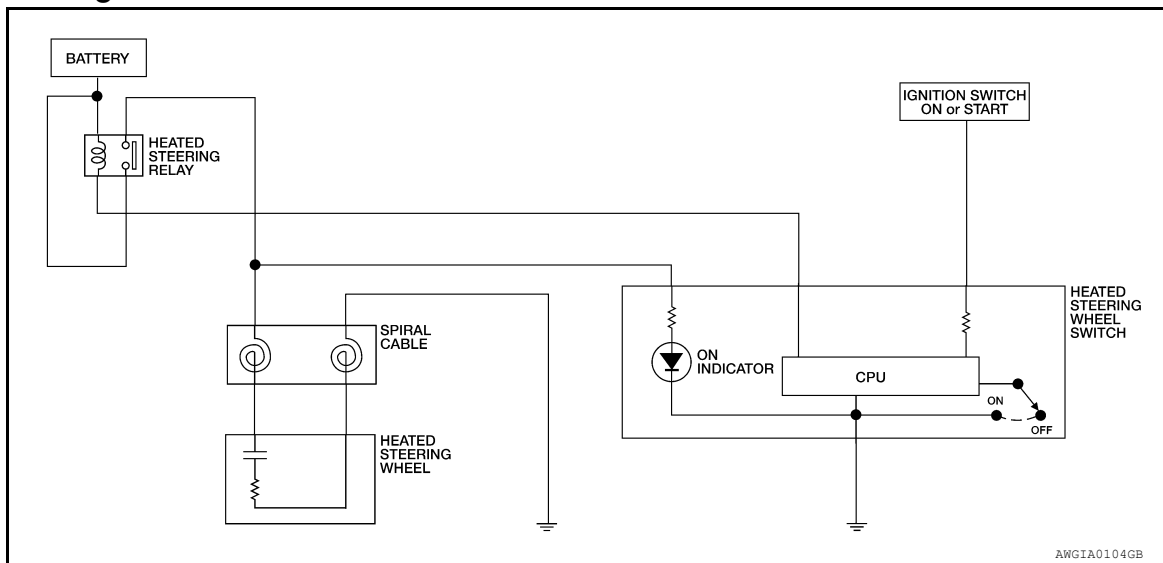 BATTERY
IGNITION SWITCH
ON or START
HEATED
STEERING
RELAY
HEATED
STEERING
WHEEL
SWITCH
SPIRAL
CABLE
ON
INDICATOR
CPU
ON
OFF
HEATED
STEERING
WHEEL
AWGIA0104GB